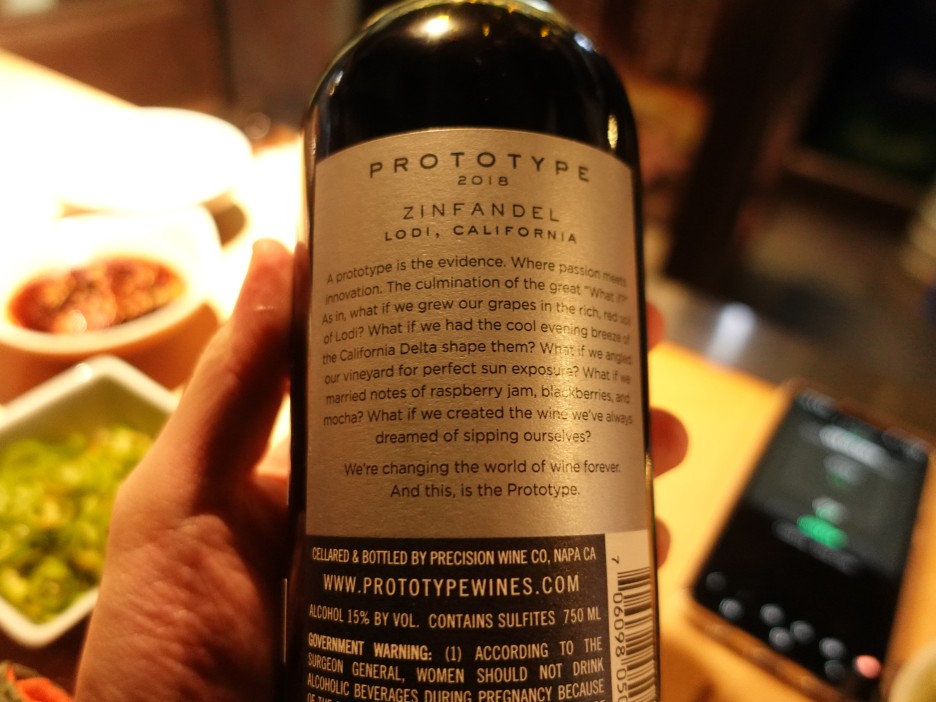 PROTOTYPE
2018
ZINFANDEL
LODI, CALIFORNIA
A prototype is the evidence. Where passion meets
innovation. The culmination of the great "What if?"
As in, what if we grew our grapes in the rich, red soil
of Lodi? What if we had the cool evening breeze of
the California Delta shape them? What if we angled
our vineyard for perfect sun exposure? What if we
married notes of raspberry jam, blackberries, and
mocha? What if we created the wine we've always
dreamed of sipping ourselves?
We're changing the world of wine forever.
And this, is the Prototype.
CELLARED & BOTTLED BY PRECISION WINE CO, NAPA CA
WWW.PROTOTYPEWINES.COM
ALCOHOL 15% BY VOL. CONTAINS SULFITES 750 ML
GOVERNMENT WARNING: (1) ACCORDING TO THE
SURGEON GENERAL, WOMEN SHOULD NOT DRINK
ALCOHOLIC BEVERAGES DURING PREGNANCY BECAUSE
OF THE
7 06098 050